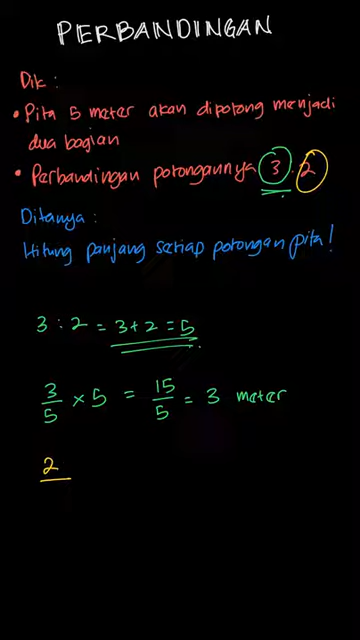 PERBANDINGAN
Dik :
• Pita 5 meter akan dipotong menjadi
dua bagian
• Perbandingan potongannya 3 : 2
Ditanya :
Hitung panjang setiap potongan pita!
3 : 2 = 3 + 2 = 5
3/5 × 5 = 15/5 = 3 meter
2